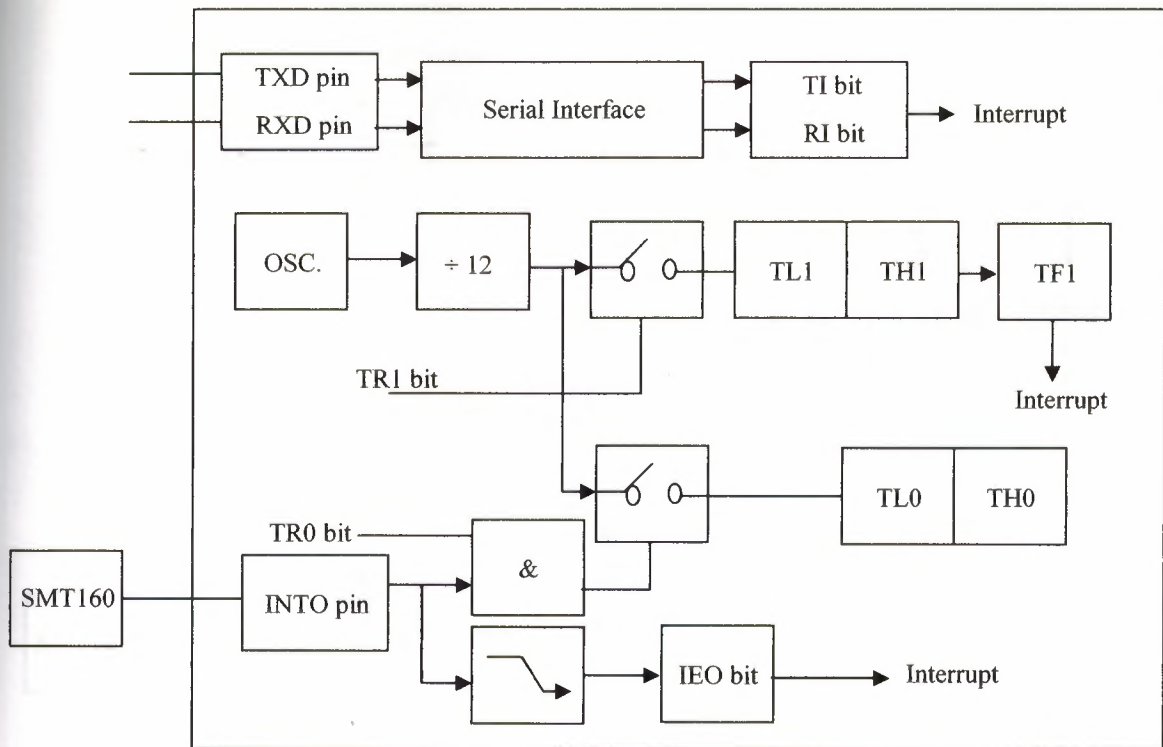 TXD pin
RXD pin
Serial Interface
TI bit
RI bit
Interrupt
OSC.
÷ 12
TL1
TH1
TF1
TR1 bit
Interrupt
TL0
TH0
TR0 bit
&
SMT160
INTO pin
IEO bit
Interrupt